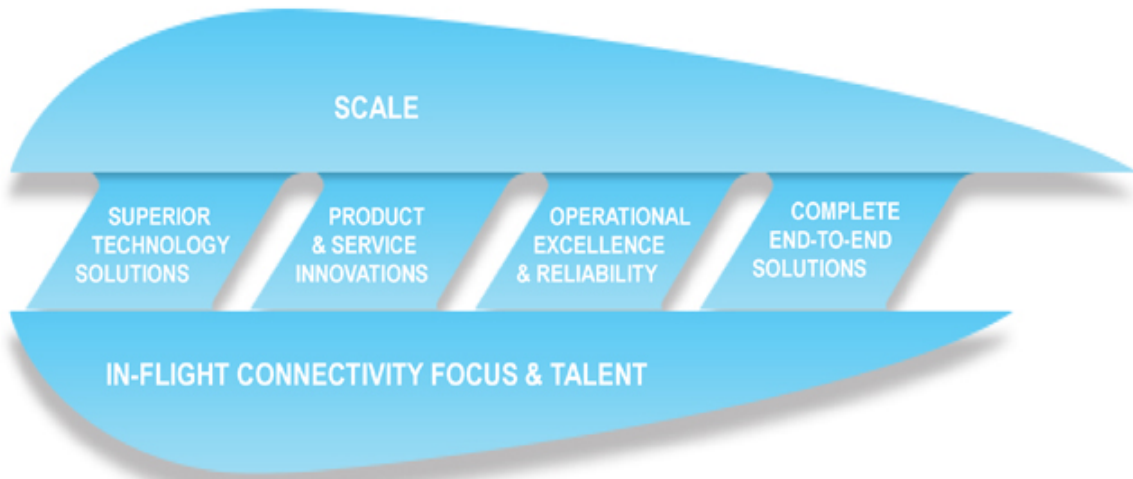 SCALE
SUPERIOR
TECHNOLOGY
SOLUTIONS
PRODUCT
& SERVICE
INNOVATIONS
OPERATIONAL
EXCELLENCE
& RELIABILITY
COMPLETE
END-TO-END
SOLUTIONS
IN-FLIGHT CONNECTIVITY FOCUS & TALENT